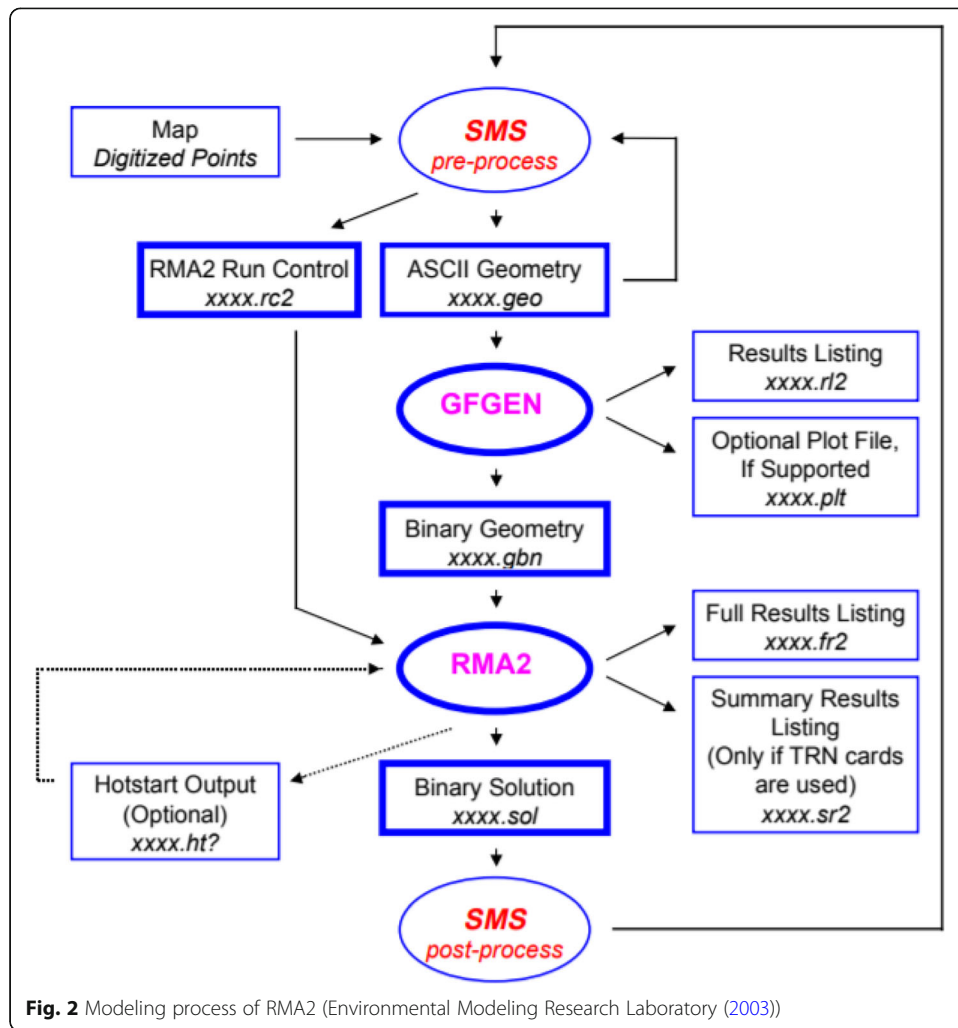 SMS
pre-process
Map
Digitized Points
RMA2 Run Control
xxxx.rc2
ASCII Geometry
xxxx.geo
GFGEN
Results Listing
xxxx.rl2
Optional Plot File,
If Supported
xxxx.plt
Binary Geometry
xxxx.gbn
RMA2
Full Results Listing
xxxx.fr2
Summary Results
Listing
(Only if TRN cards
are used)
xxxx.sr2
Hotstart Output
(Optional)
xxxx.ht?
Binary Solution
xxxx.sol
SMS
post-process
Fig. 2 Modeling process of RMA2 (Environmental Modeling Research Laboratory (2003))